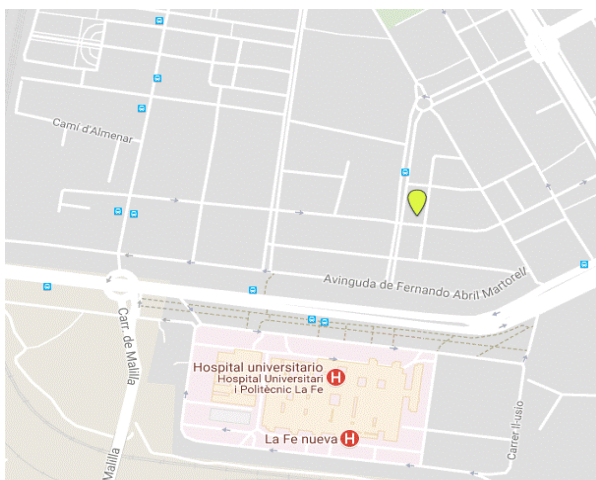 Camí d'Almenar
Avinguda de Fernando Abril Martorell
Carr. de Malilla
Hospital universitario
Hospital Universitari
i Politècnic La Fe
H
La Fe nueva H
Carrer Il·lusio
Malilla